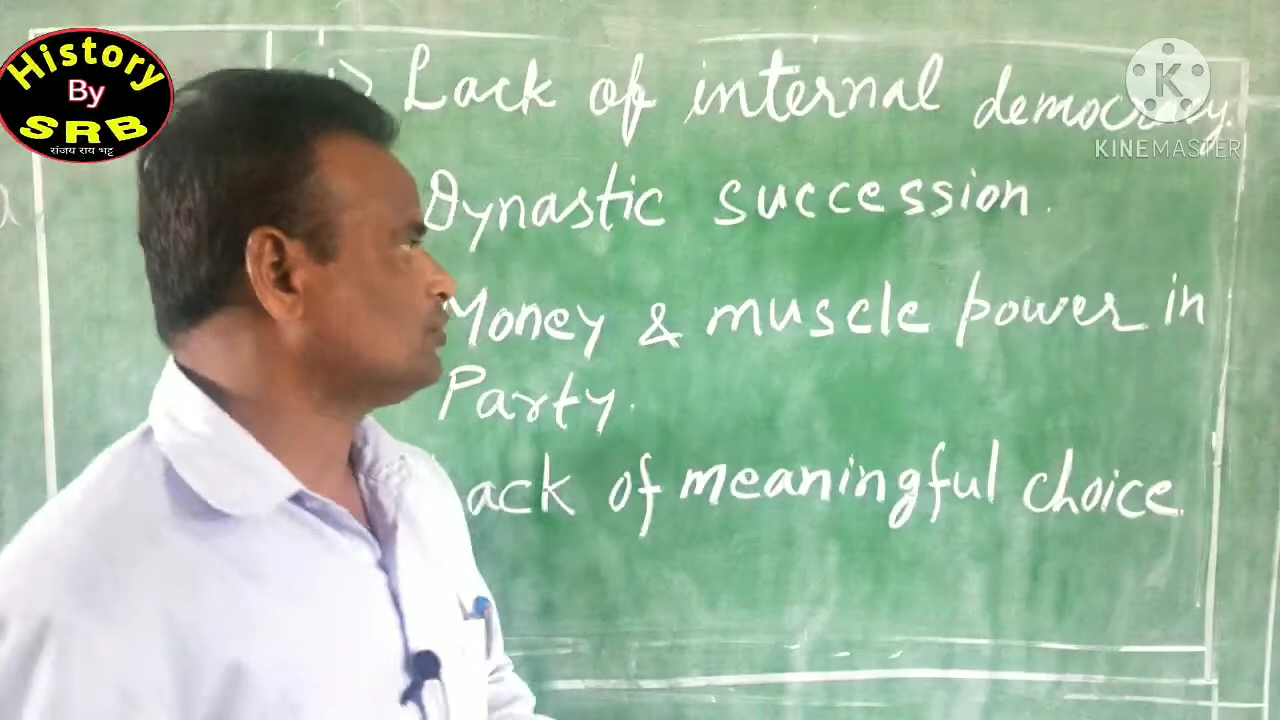 History
By
SRB
संजय राय भट्ट
i> Lack of internal democracy.
KINEMASTER
Dynastic succession.
Money & muscle power in
Party.
Lack of meaningful choice.